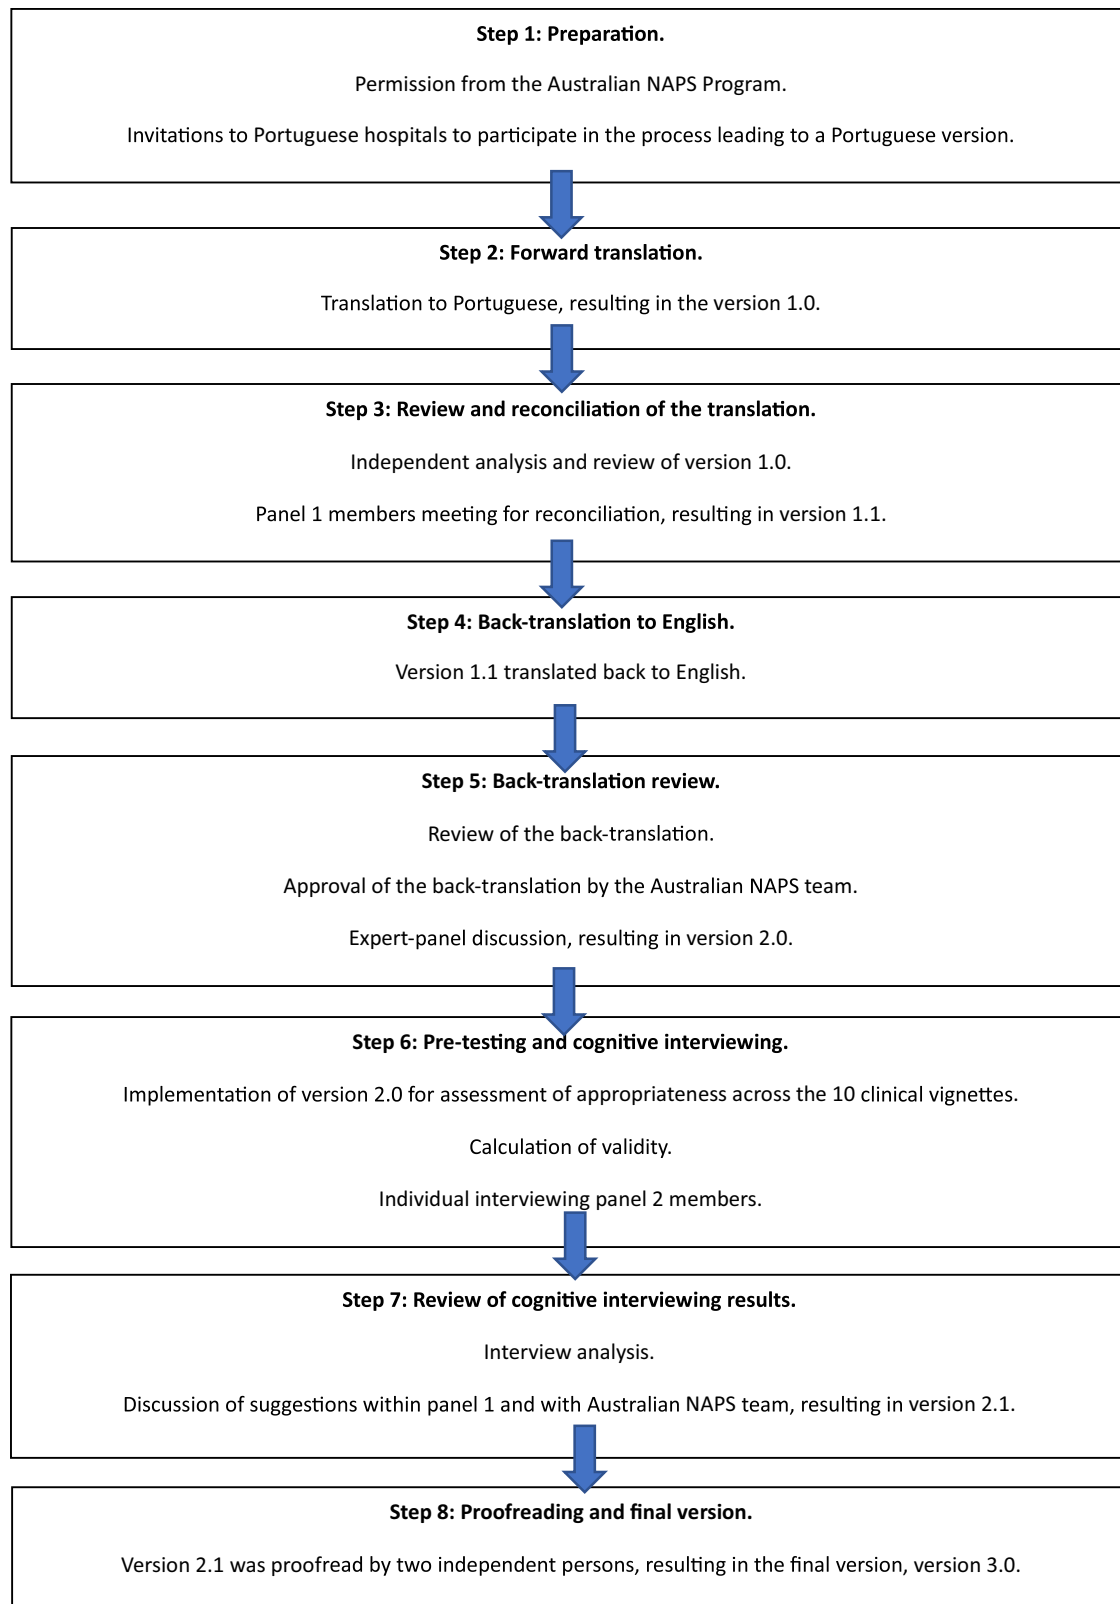 Step 1: Preparation.
Permission from the Australian NAPS Program.
Invitations to Portuguese hospitals to participate in the process leading to a Portuguese version.
Step 2: Forward translation.
Translation to Portuguese, resulting in the version 1.0.
Step 3: Review and reconciliation of the translation.
Independent analysis and review of version 1.0.
Panel 1 members meeting for reconciliation, resulting in version 1.1.
Step 4: Back-translation to English.
Version 1.1 translated back to English.
Step 5: Back-translation review.
Review of the back-translation.
Approval of the back-translation by the Australian NAPS team.
Expert-panel discussion, resulting in version 2.0.
Step 6: Pre-testing and cognitive interviewing.
Implementation of version 2.0 for assessment of appropriateness across the 10 clinical vignettes.
Calculation of validity.
Individual interviewing panel 2 members.
Step 7: Review of cognitive interviewing results.
Interview analysis.
Discussion of suggestions within panel 1 and with Australian NAPS team, resulting in version 2.1.
Step 8: Proofreading and final version.
Version 2.1 was proofread by two independent persons, resulting in the final version, version 3.0.